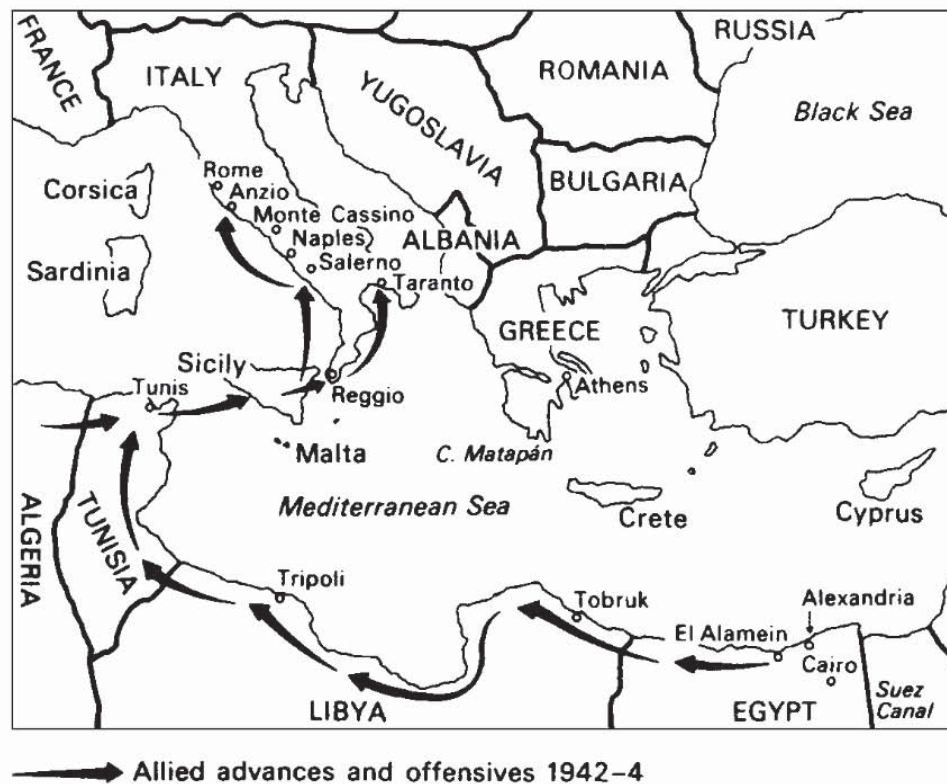 FRANCE
ITALY
YUGOSLAVIA
ROMANIA
RUSSIA
Black Sea
BULGARIA
Corsica
Rome
Anzio
Monte Cassino
Naples
Salerno
ALBANIA
Taranto
Sardinia
GREECE
TURKEY
Sicily
Tunis
Reggio
Athens
Malta
C. Matapán
Mediterranean Sea
Crete
Cyprus
ALGERIA
TUNISIA
Tripoli
Tobruk
Alexandria
El Alamein
Cairo
LIBYA
EGYPT
Suez
Canal
Allied advances and offensives 1942–4